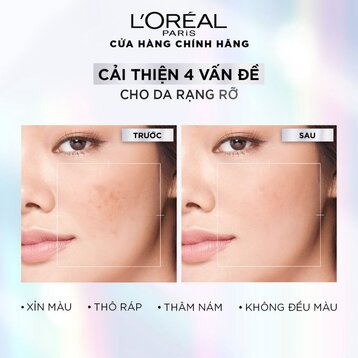 L'ORÉAL
PARIS
CỬA HÀNG CHÍNH HÃNG
CẢI THIỆN 4 VẤN ĐỀ
CHO DA RẠNG RỠ
TRƯỚC
SAU
• XỈN MÀU • THÔ RÁP • THÂM NÁM • KHÔNG ĐỀU MÀU